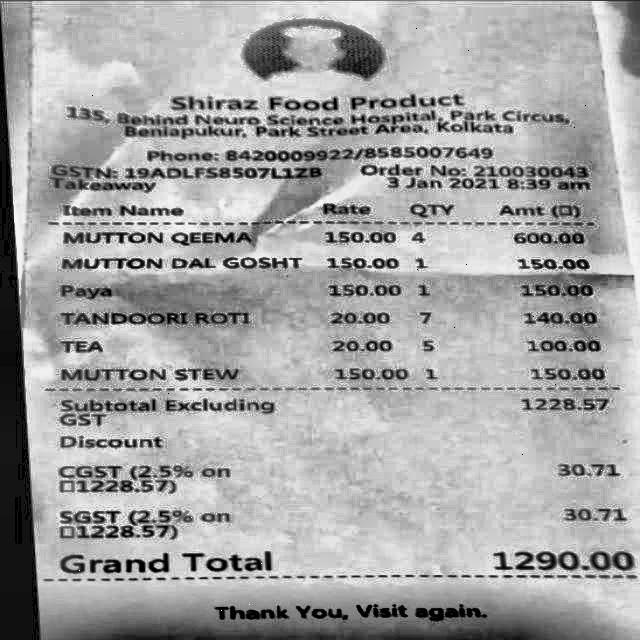 Shiraz Food Product
135, Behind Neuro Science Hospital, Park Circus,
Beniapukur, Park Street Area, Kolkata
Phone: 8420009922/8585007649
GSTN: 19ADLFS8507L1ZB Order No: 210030043
Takeaway 3 Jan 2021 8:39 am
Item Name Rate QTY Amt (□)
MUTTON QEEMA 150.00 4 600.00
MUTTON DAL GOSHT 150.00 1 150.00
Paya 150.00 1 150.00
TANDOORI ROTI 20.00 7 140.00
TEA 20.00 5 100.00
MUTTON STEW 150.00 1 150.00
Subtotal Excluding 1228.57
GST
Discount
CGST (2.5% on 30.71
□1228.57)
SGST (2.5% on 30.71
□1228.57)
Grand Total 1290.00
Thank You, Visit again.